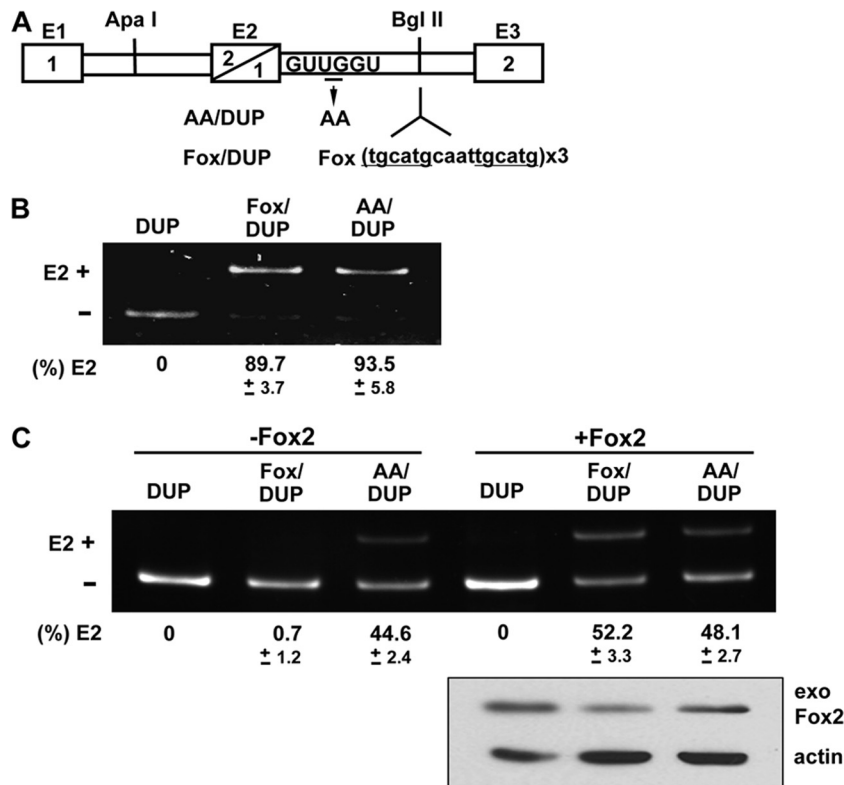 A
E1 Apa I E2 Bgl II E3
1 2 1 GUUGGU 2
AA/DUP AA
Fox/DUP Fox (tgcatgcaattgcatg)x3
B
DUP Fox/DUP AA/DUP
E2 +
-
(%) E2 0 89.7 ± 3.7 93.5 ± 5.8
C
-Fox2 +Fox2
DUP Fox/DUP AA/DUP DUP Fox/DUP AA/DUP
E2 +
-
(%) E2 0 0.7 ± 1.2 44.6 ± 2.4 0 52.2 ± 3.3 48.1 ± 2.7
exo Fox2
actin